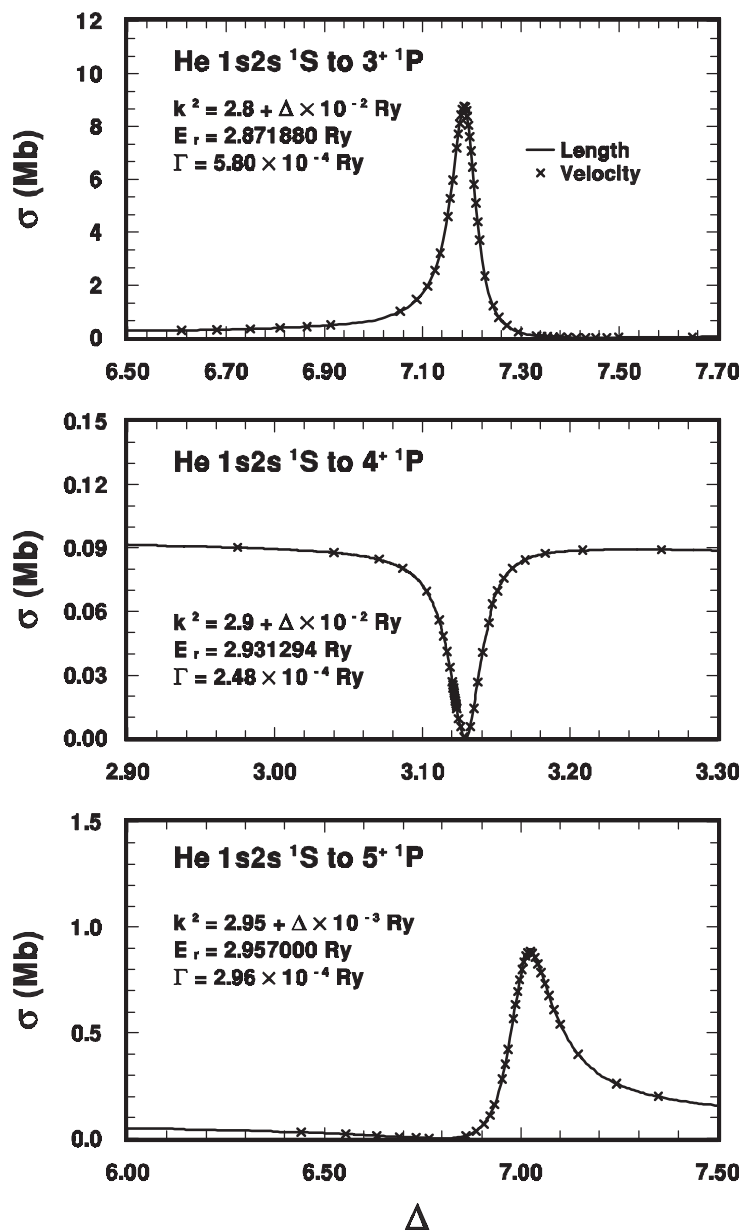 12
10
8
6
4
2
0
σ (Mb)
He 1s2s ¹S to 3⁺ ¹P
k ² = 2.8 + Δ × 10 ⁻² Ry
E ᵣ = 2.871880 Ry
Γ = 5.80 × 10 ⁻⁴ Ry
Length
× Velocity
6.50 6.70 6.90 7.10 7.30 7.50 7.70
0.15
0.12
0.09
0.06
0.03
0.00
σ (Mb)
He 1s2s ¹S to 4⁺ ¹P
k ² = 2.9 + Δ × 10 ⁻² Ry
E ᵣ = 2.931294 Ry
Γ = 2.48 × 10 ⁻⁴ Ry
2.90 3.00 3.10 3.20 3.30
1.5
1.0
0.5
0.0
σ (Mb)
He 1s2s ¹S to 5⁺ ¹P
k ² = 2.95 + Δ × 10 ⁻³ Ry
E ᵣ = 2.957000 Ry
Γ = 2.96 × 10 ⁻⁴ Ry
6.00 6.50 7.00 7.50
Δ